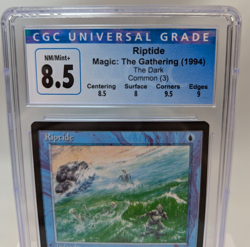 CGC UNIVERSAL GRADE
NM/Mint+
8.5
Riptide
Magic: The Gathering (1994)
The Dark
Common (3)
Centering Surface Corners Edges
8.5 8 9.5 9
Riptide